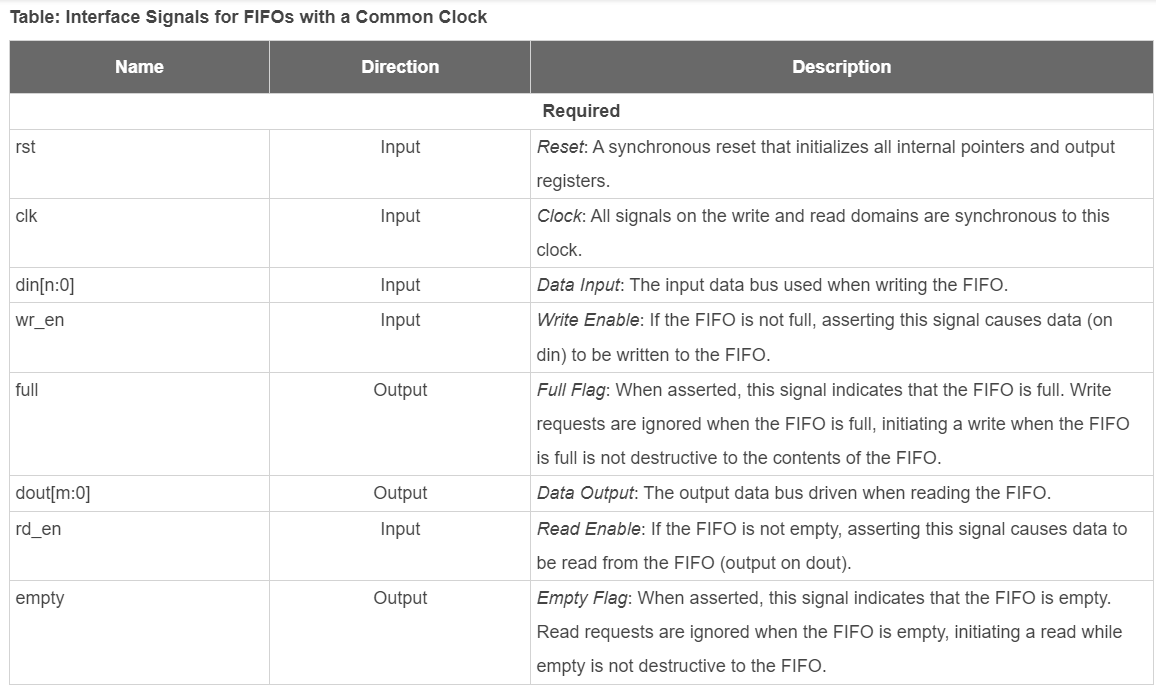 Table: Interface Signals for FIFOs with a Common Clock
Name Direction Description
Required
rst Input Reset: A synchronous reset that initializes all internal pointers and output
registers.
clk Input Clock: All signals on the write and read domains are synchronous to this
clock.
din[n:0] Input Data Input: The input data bus used when writing the FIFO.
wr_en Input Write Enable: If the FIFO is not full, asserting this signal causes data (on
din) to be written to the FIFO.
full Output Full Flag: When asserted, this signal indicates that the FIFO is full. Write
requests are ignored when the FIFO is full, initiating a write when the FIFO
is full is not destructive to the contents of the FIFO.
dout[m:0] Output Data Output: The output data bus driven when reading the FIFO.
rd_en Input Read Enable: If the FIFO is not empty, asserting this signal causes data to
be read from the FIFO (output on dout).
empty Output Empty Flag: When asserted, this signal indicates that the FIFO is empty.
Read requests are ignored when the FIFO is empty, initiating a read while
empty is not destructive to the FIFO.